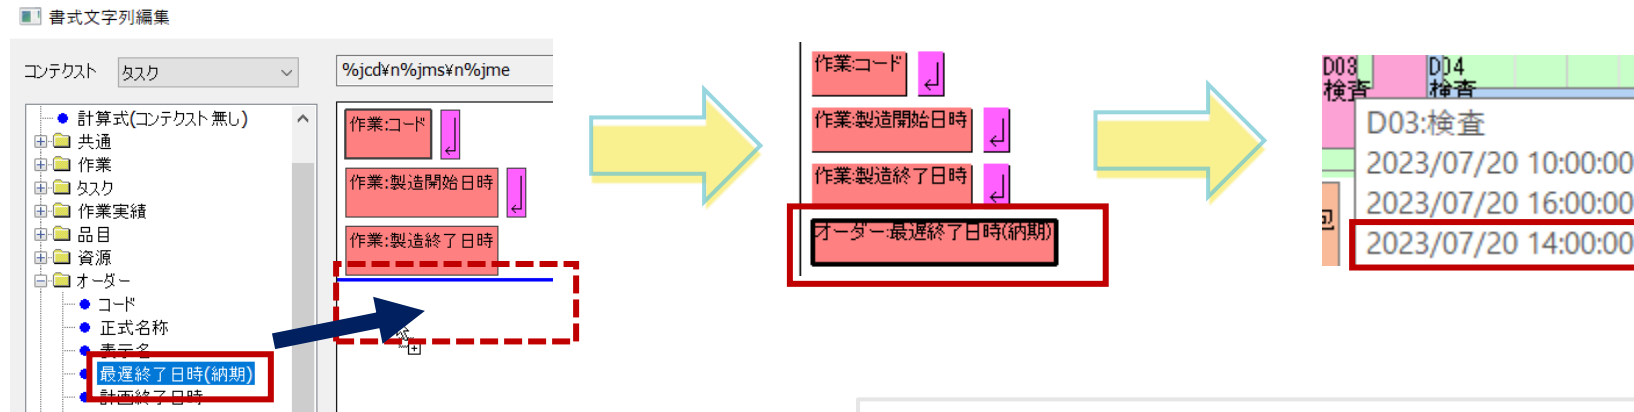 書式文字列編集
コンテクスト
タスク
%jcd¥n%jms¥n%jme
計算式(コンテクスト無し)
共通
作業
タスク
作業実績
品目
資源
オーダー
コード
正式名称
表示名
最遅終了日時(納期)
計画終了日時
作業:コード
作業:製造開始日時
作業:製造終了日時
作業:コード
作業:製造開始日時
作業:製造終了日時
オーダー:最遅終了日時(納期)
D03
検査
D04
検査
D03:検査
2023/07/20 10:00:00
2023/07/20 16:00:00
2023/07/20 14:00:00